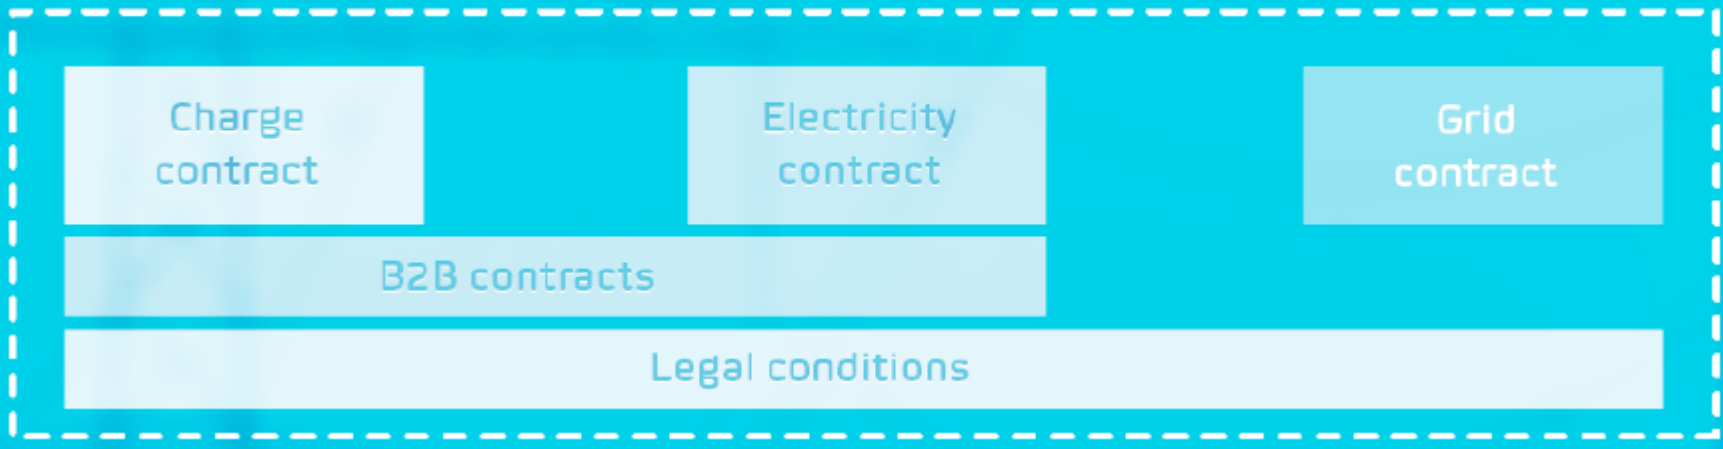 Charge
contract
Electricity
contract
Grid
contract
B2B contracts
Legal conditions